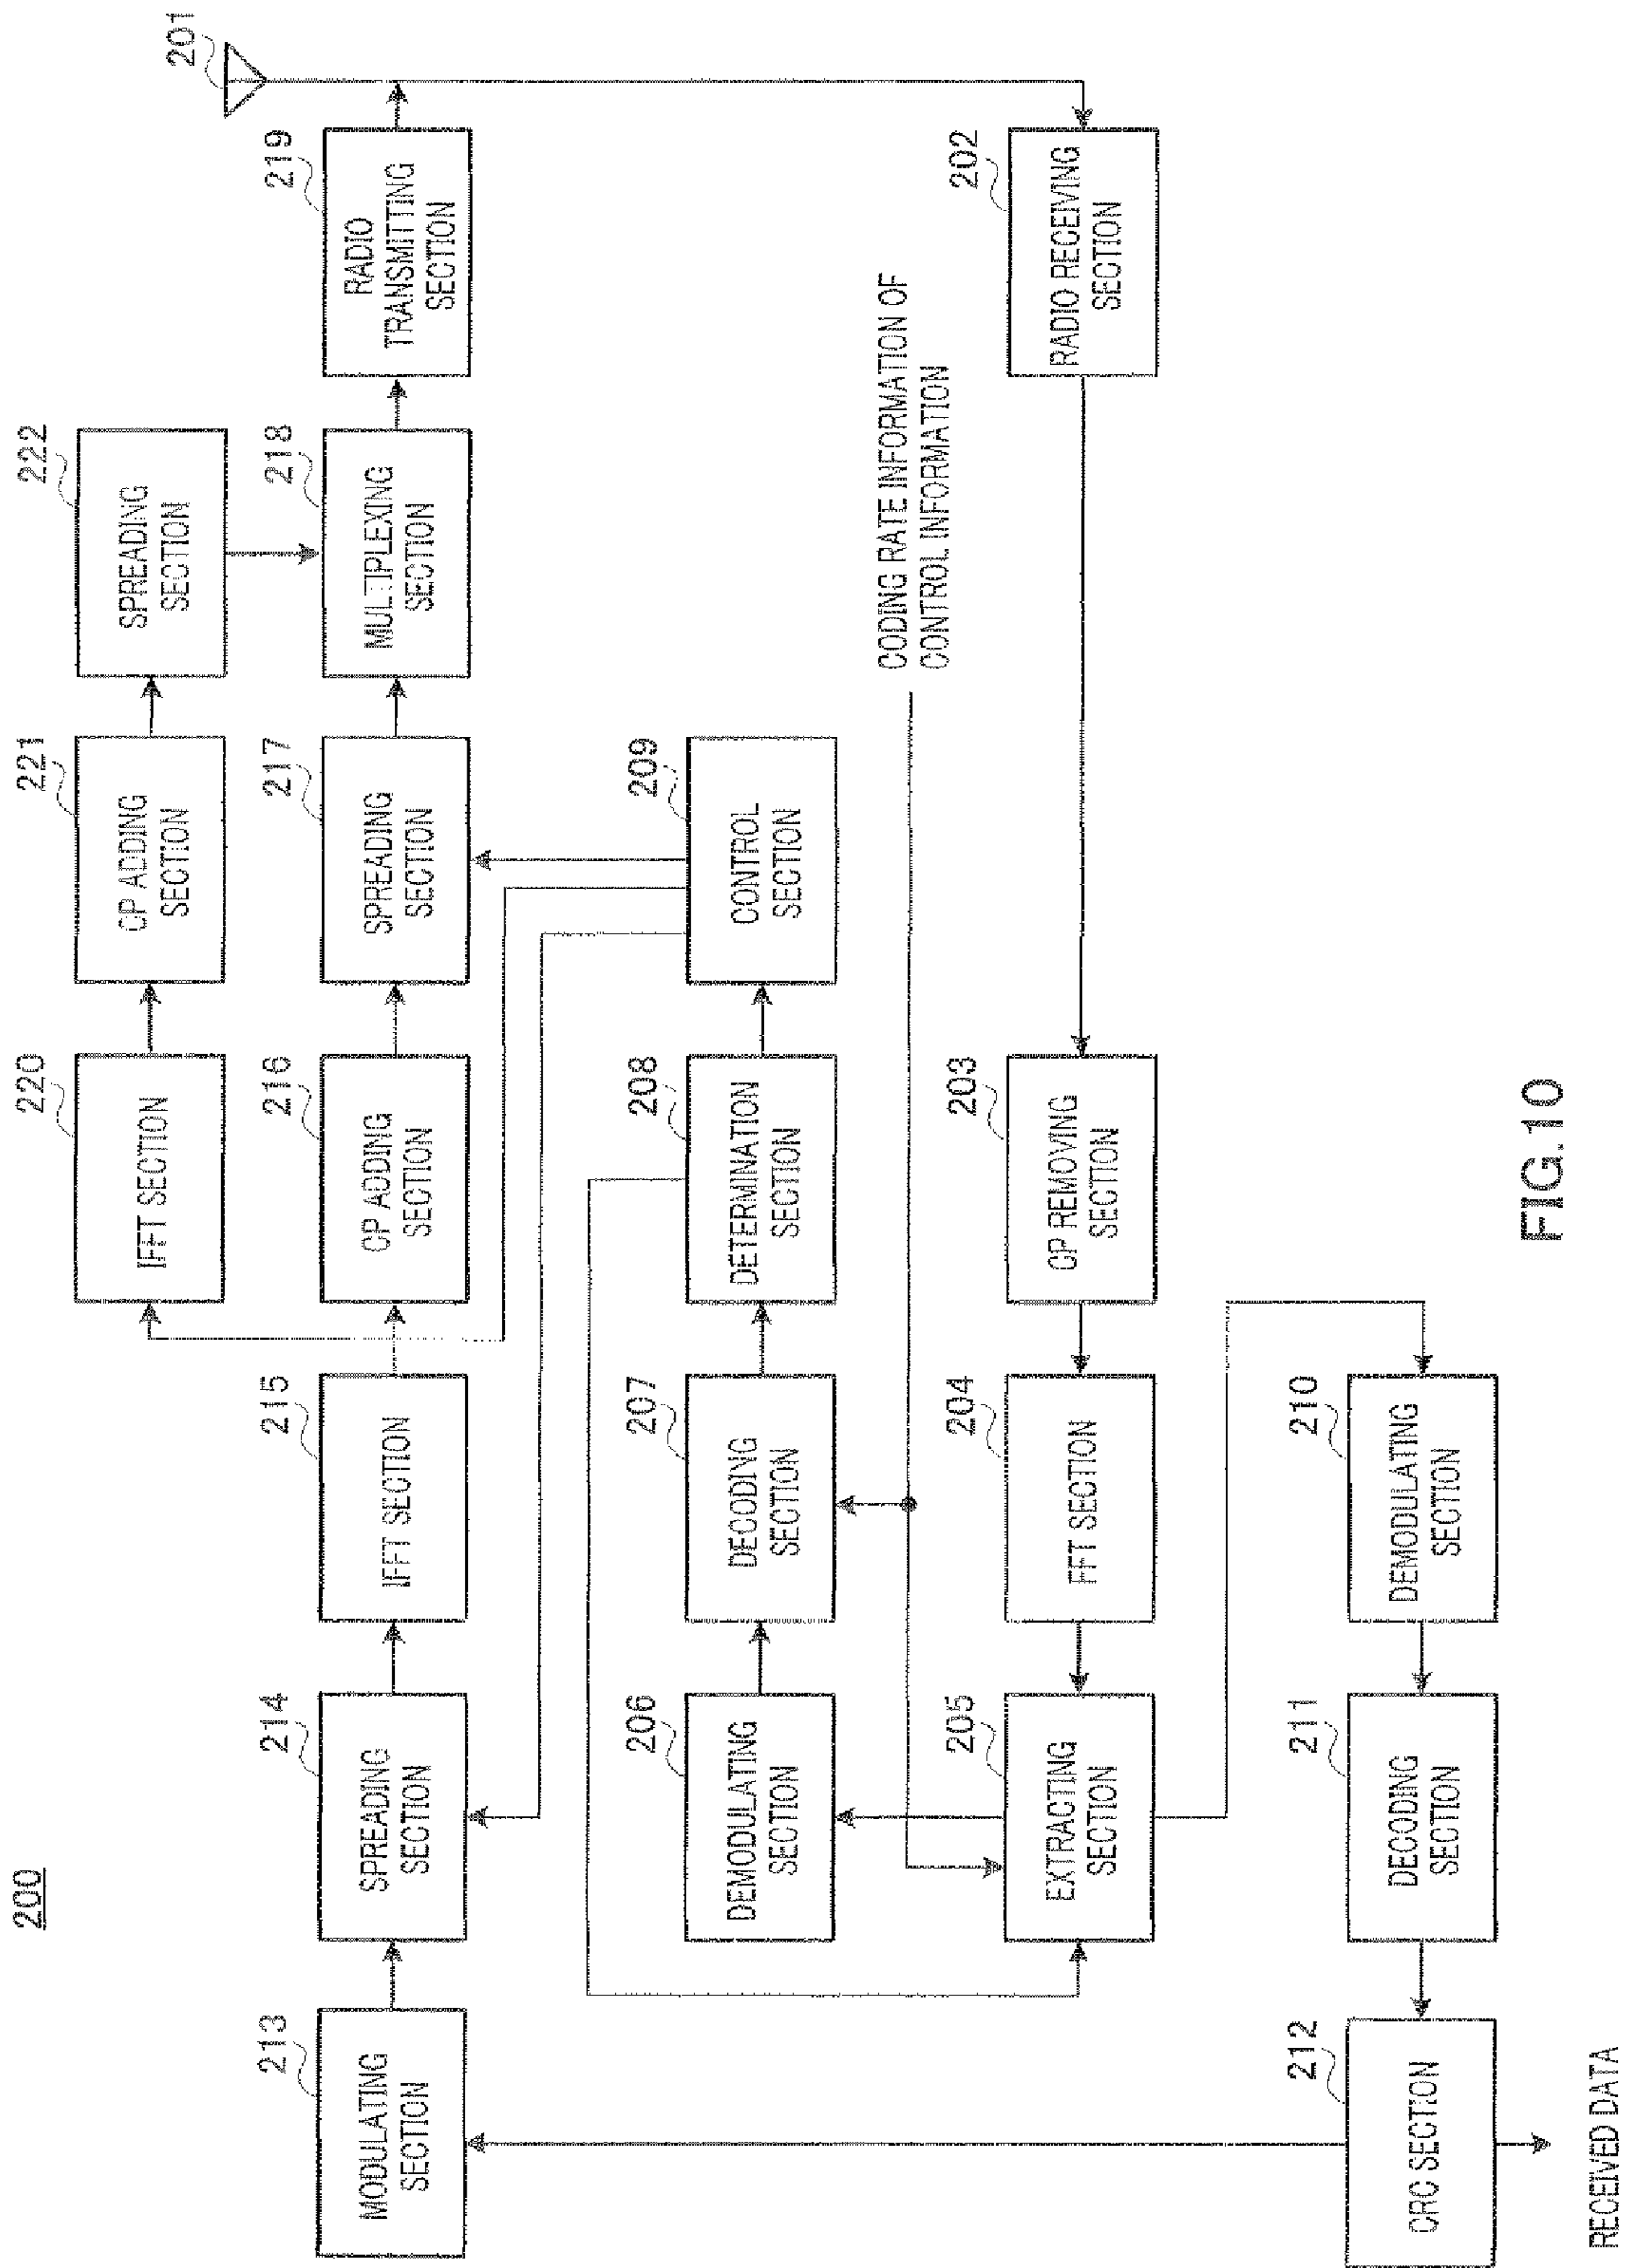 200
201
222
SPREADING
SECTION
221
CP ADDING
SECTION
220
IFFT SECTION
219
RADIO
TRANSMITTING
SECTION
218
MULTIPLEXING
SECTION
217
SPREADING
SECTION
216
CP ADDING
SECTION
215
IFFT SECTION
214
SPREADING
SECTION
213
MODULATING
SECTION
209
CONTROL
SECTION
208
DETERMINATION
SECTION
207
DECODING
SECTION
206
DEMODULATING
SECTION
CODING RATE INFORMATION OF
CONTROL INFORMATION
202
RADIO RECEIVING
SECTION
203
CP REMOVING
SECTION
204
FFT SECTION
205
EXTRACTING
SECTION
210
DEMODULATING
SECTION
211
DECODING
SECTION
212
CRC SECTION
RECEIVED DATA
FIG.10